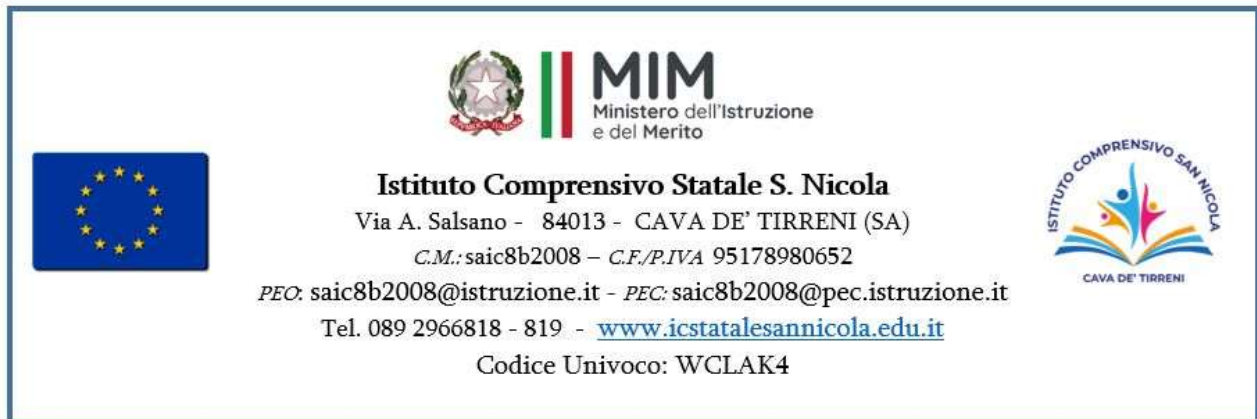 MIM
Ministero dell'Istruzione
e del Merito
Istituto Comprensivo Statale S. Nicola
Via A. Salsano - 84013 - CAVA DE' TIRRENI (SA)
C.M.: saic8b2008 – C.F./P.IVA 95178980652
PEO: saic8b2008@istruzione.it - PEC: saic8b2008@pec.istruzione.it
Tel. 089 2966818 - 819 - www.icstatalesannicola.edu.it
Codice Univoco: WCLAK4
ISTITUTO COMPRENSIVO SAN NICOLA
CAVA DE' TIRRENI